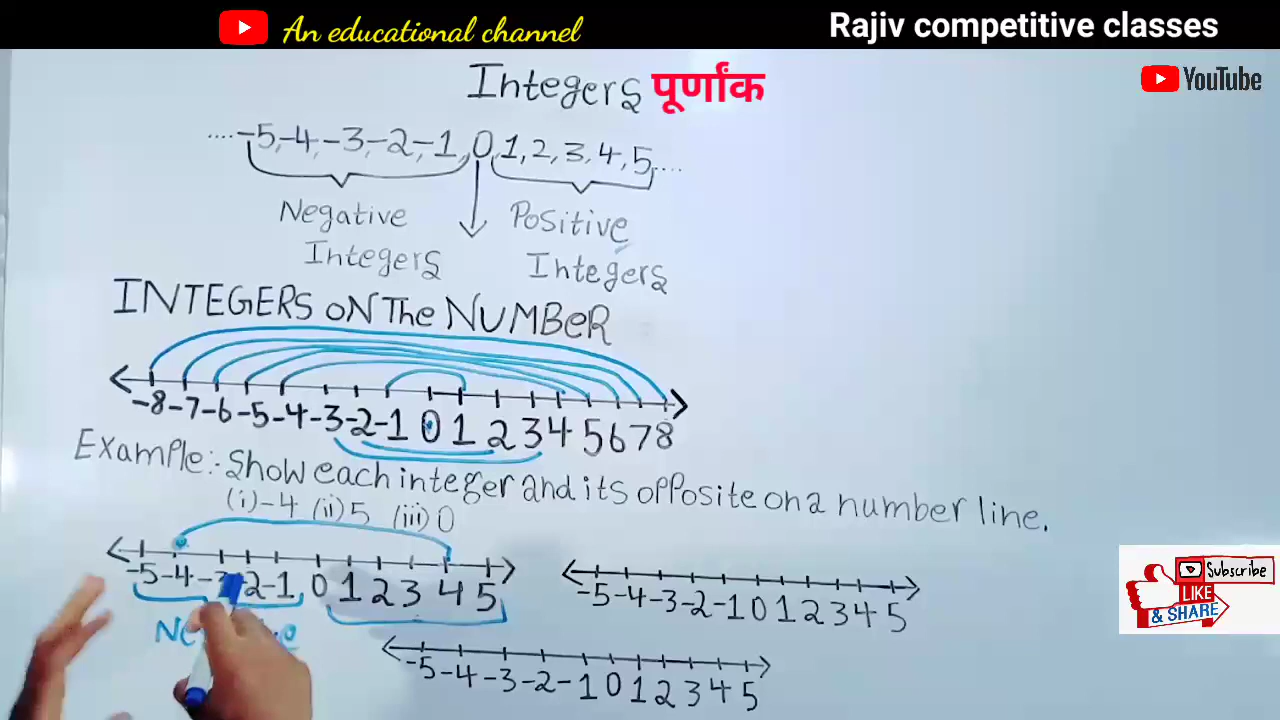 An educational channel
Rajiv competitive classes
YouTube
Integers पूर्णांक
....-5,-4,-3,-2,-1,0,1,2,3,4,5....
Negative Integers
Positive Integers
INTEGERS ON The NUMBeR
-8 -7 -6 -5 -4 -3 -2 -1 0 1 2 3 4 5 6 7 8
Example:- Show each integer and its opposite on a number line.
(i) -4 (ii) 5 (iii) 0
-5 -4 -3 -2 -1 0 1 2 3 4 5
-5 -4 -3 -2 -1 0 1 2 3 4 5
-5 -4 -3 -2 -1 0 1 2 3 4 5
Subscribe
LIKE
& SHARE